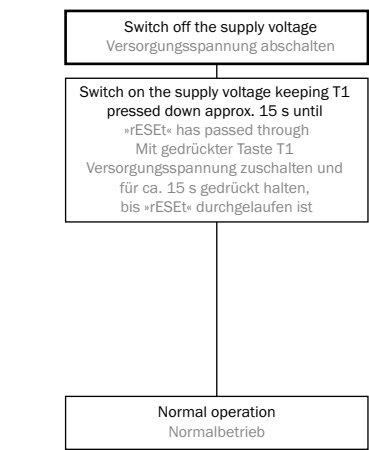 Switch off the supply voltage
Versorgungsspannung abschalten
Switch on the supply voltage keeping T1
pressed down approx. 15 s until
»rESEt« has passed through
Mit gedrückter Taste T1
Versorgungsspannung zuschalten und
für ca. 15 s gedrückt halten,
bis »rESEt« durchgelaufen ist
Normal operation
Normalbetrieb